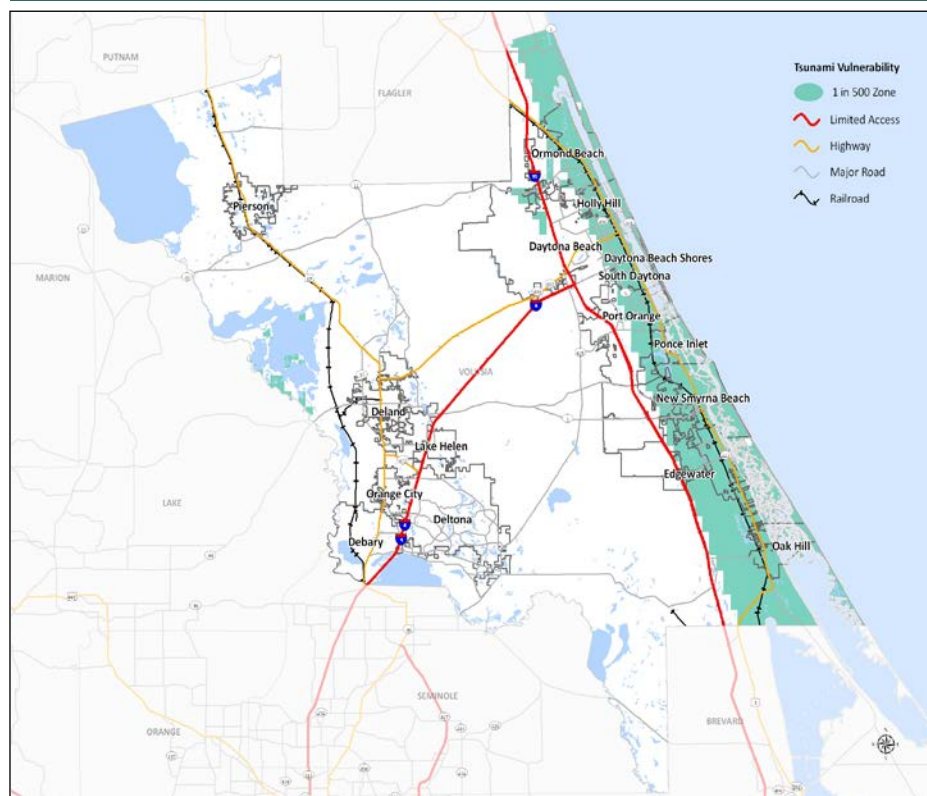 PUTNAM
FLAGLER
Tsunami Vulnerability
1 in 500 Zone
Limited Access
Highway
Major Road
Railroad
Ormond Beach
Pierson
Holly Hill
Daytona Beach
Daytona Beach Shores
MARION
South Daytona
Port Orange
Ponce Inlet
VOLUSIA
New Smyrna Beach
Deland
Lake Helen
Edgewater
LAKE
Orange City
Deltona
Debary
Oak Hill
SEMINOLE
ORANGE
BREVARD